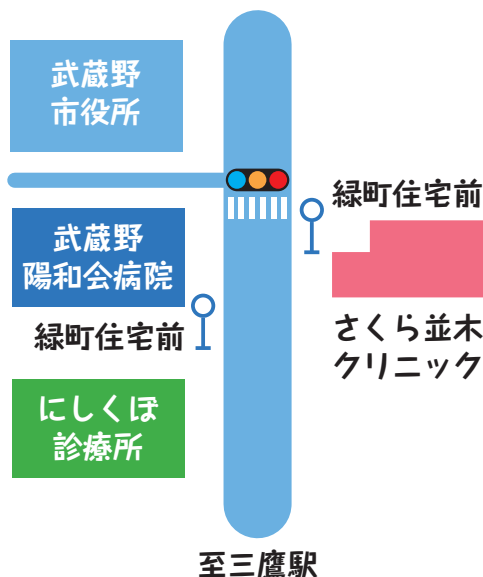 武蔵野
市役所
緑町住宅前
武蔵野
陽和会病院
緑町住宅前
さくら並木
クリニック
にしくぼ
診療所
至三鷹駅